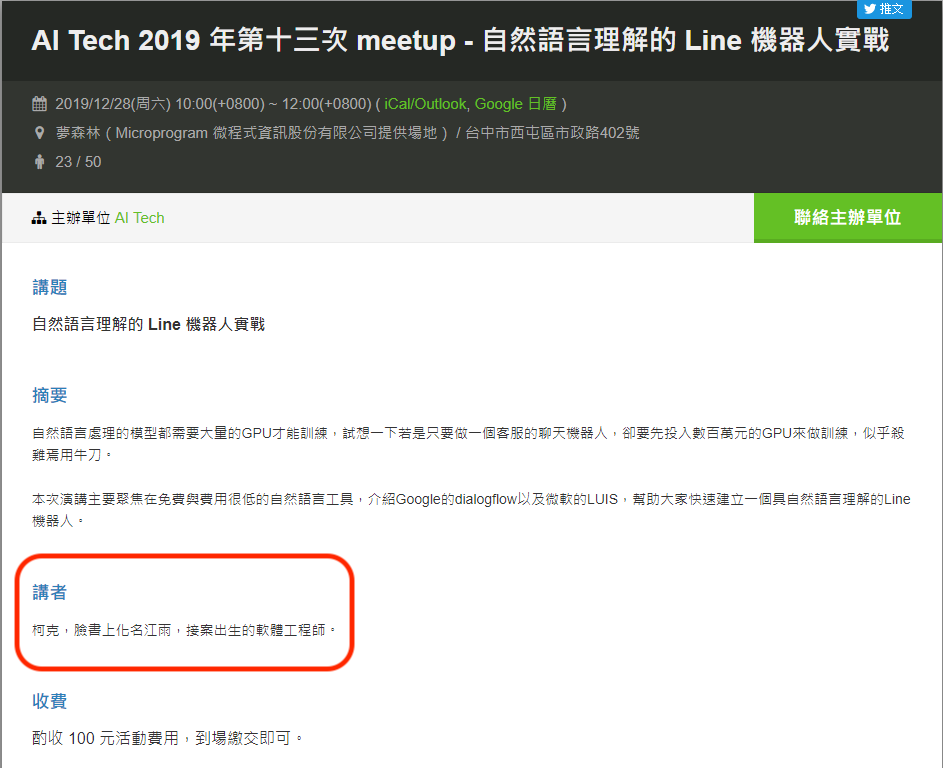 推文
AI Tech 2019 年第十三次 meetup - 自然語言理解的 Line 機器人實戰
2019/12/28(周六) 10:00(+0800) ~ 12:00(+0800) ( iCal/Outlook, Google 日曆 )
夢森林 ( Microprogram 微程式資訊股份有限公司提供場地 ) / 台中市西屯區市政路402號
23 / 50
主辦單位 AI Tech
聯絡主辦單位
講題
自然語言理解的 Line 機器人實戰
摘要
自然語言處理的模型都需要大量的GPU才能訓練，試想一下若是只要做一個客服的聊天機器人，卻要先投入數百萬元的GPU來做訓練，似乎殺
雞焉用牛刀。
本次演講主要聚焦在免費與費用很低的自然語言工具，介紹Google的dialogflow以及微軟的LUIS，幫助大家快速建立一個具自然語言理解的Line
機器人。
講者
柯克，臉書上化名江雨，接案出生的軟體工程師。
收費
酌收 100 元活動費用，到場繳交即可。